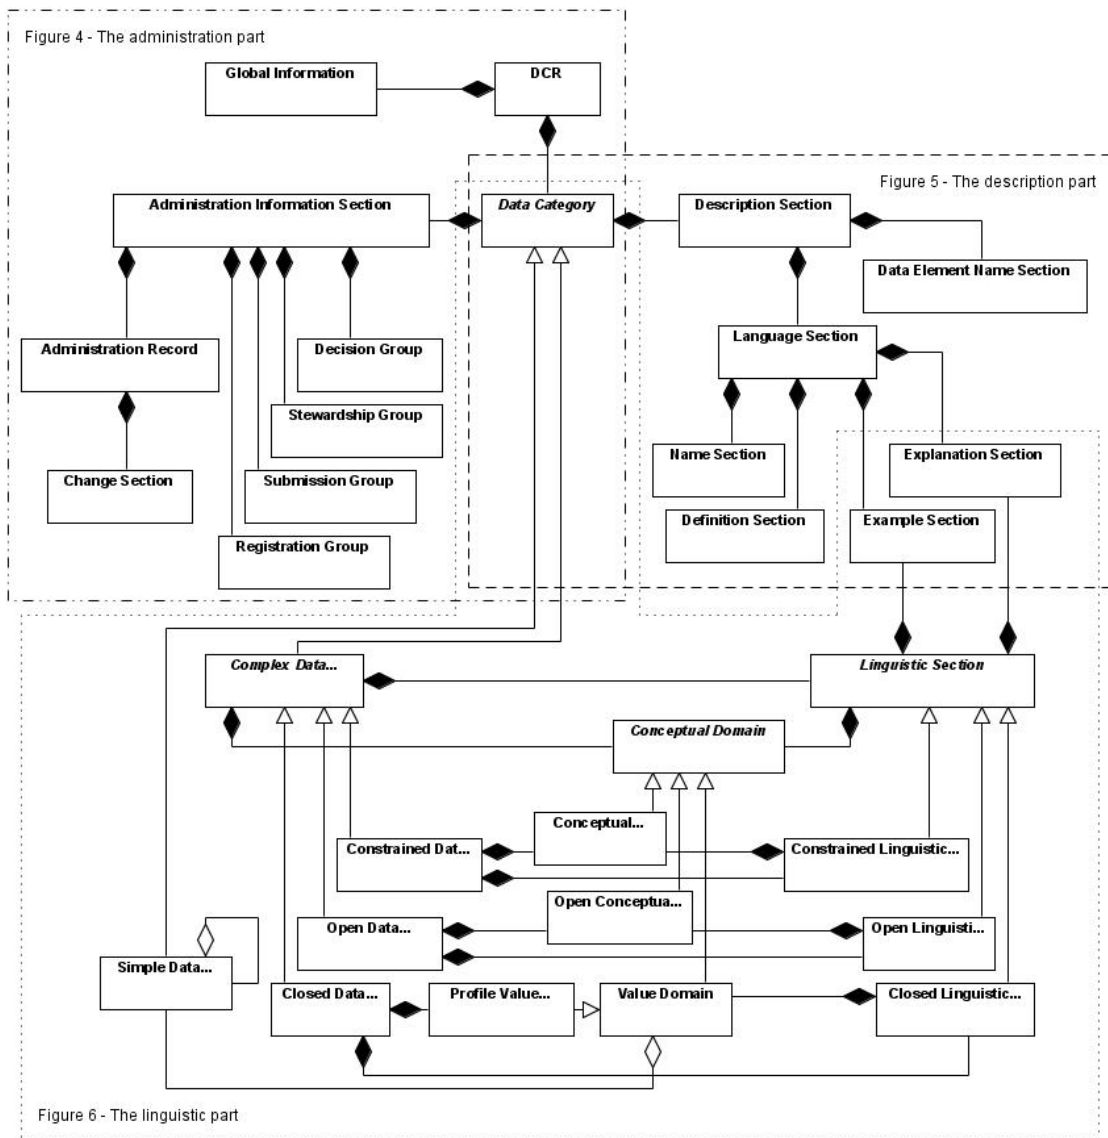 Figure 4 - The administration part
Global Information
DCR
Figure 5 - The description part
Administration Information Section
Data Category
Description Section
Data Element Name Section
Administration Record
Decision Group
Language Section
Stewardship Group
Change Section
Submission Group
Name Section
Explanation Section
Registration Group
Definition Section
Example Section
Complex Data...
Linguistic Section
Conceptual Domain
Conceptual...
Constrained Dat...
Constrained Linguistic...
Open Conceptua...
Open Data...
Open Linguisti...
Simple Data...
Closed Data...
Profile Value...
Value Domain
Closed Linguistic...
Figure 6 - The linguistic part